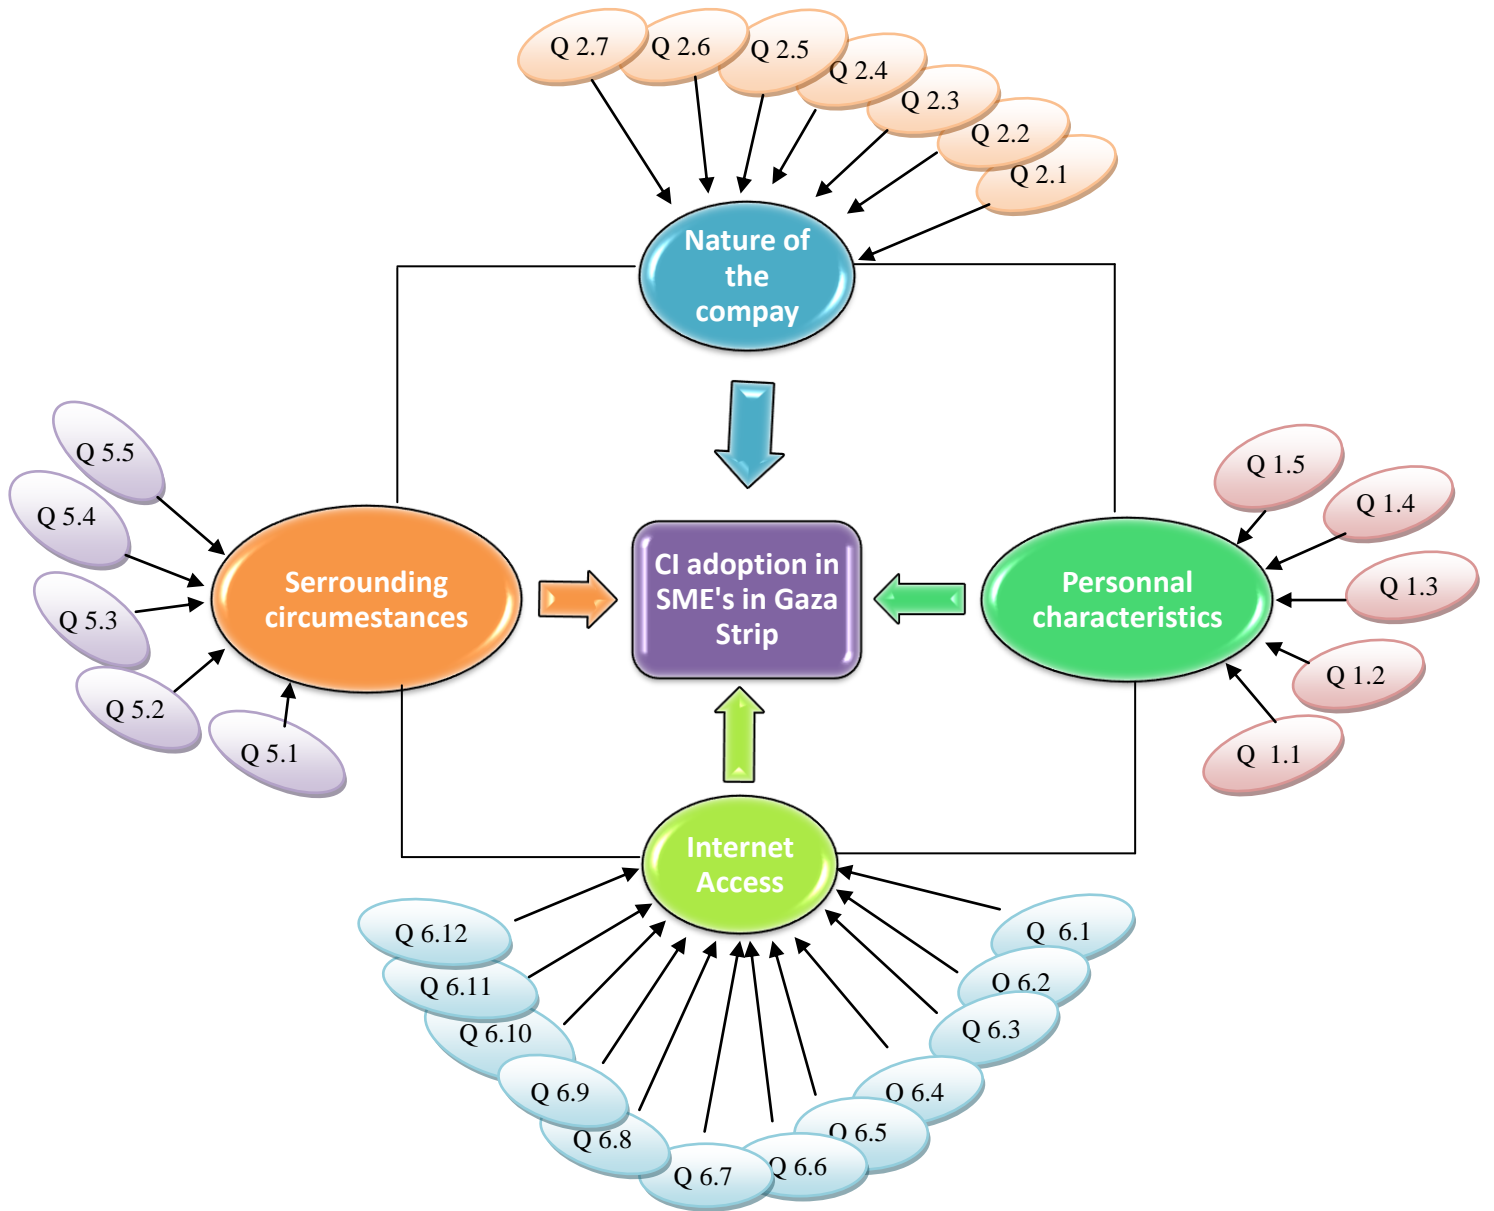 Q 2.7
Q 2.6
Q 2.5
Q 2.4
Q 2.3
Q 2.2
Q 2.1
Nature of
the
compay
Q 5.5
Q 5.4
Q 5.3
Q 5.2
Q 5.1
Serrounding
circumestances
CI adoption in
SME's in Gaza
Strip
Personnal
characteristics
Q 1.5
Q 1.4
Q 1.3
Q 1.2
Q  1.1
Internet
Access
Q 6.12
Q 6.11
Q 6.10
Q 6.9
Q 6.8
Q 6.7
Q 6.6
Q 6.5
Q 6.4
Q 6.3
Q 6.2
Q  6.1